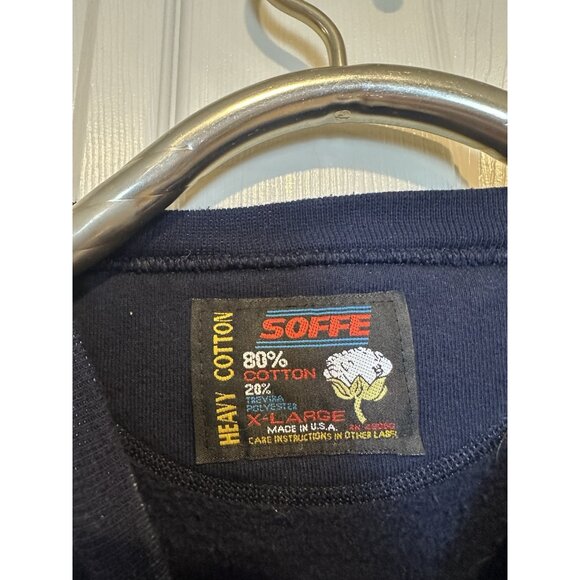 HEAVY COTTON
SOFFE
80%
COTTON
20%
TREVIRA
POLYESTER
X-LARGE
MADE IN U.S.A.
CARE INSTRUCTIONS IN OTHER LABEL